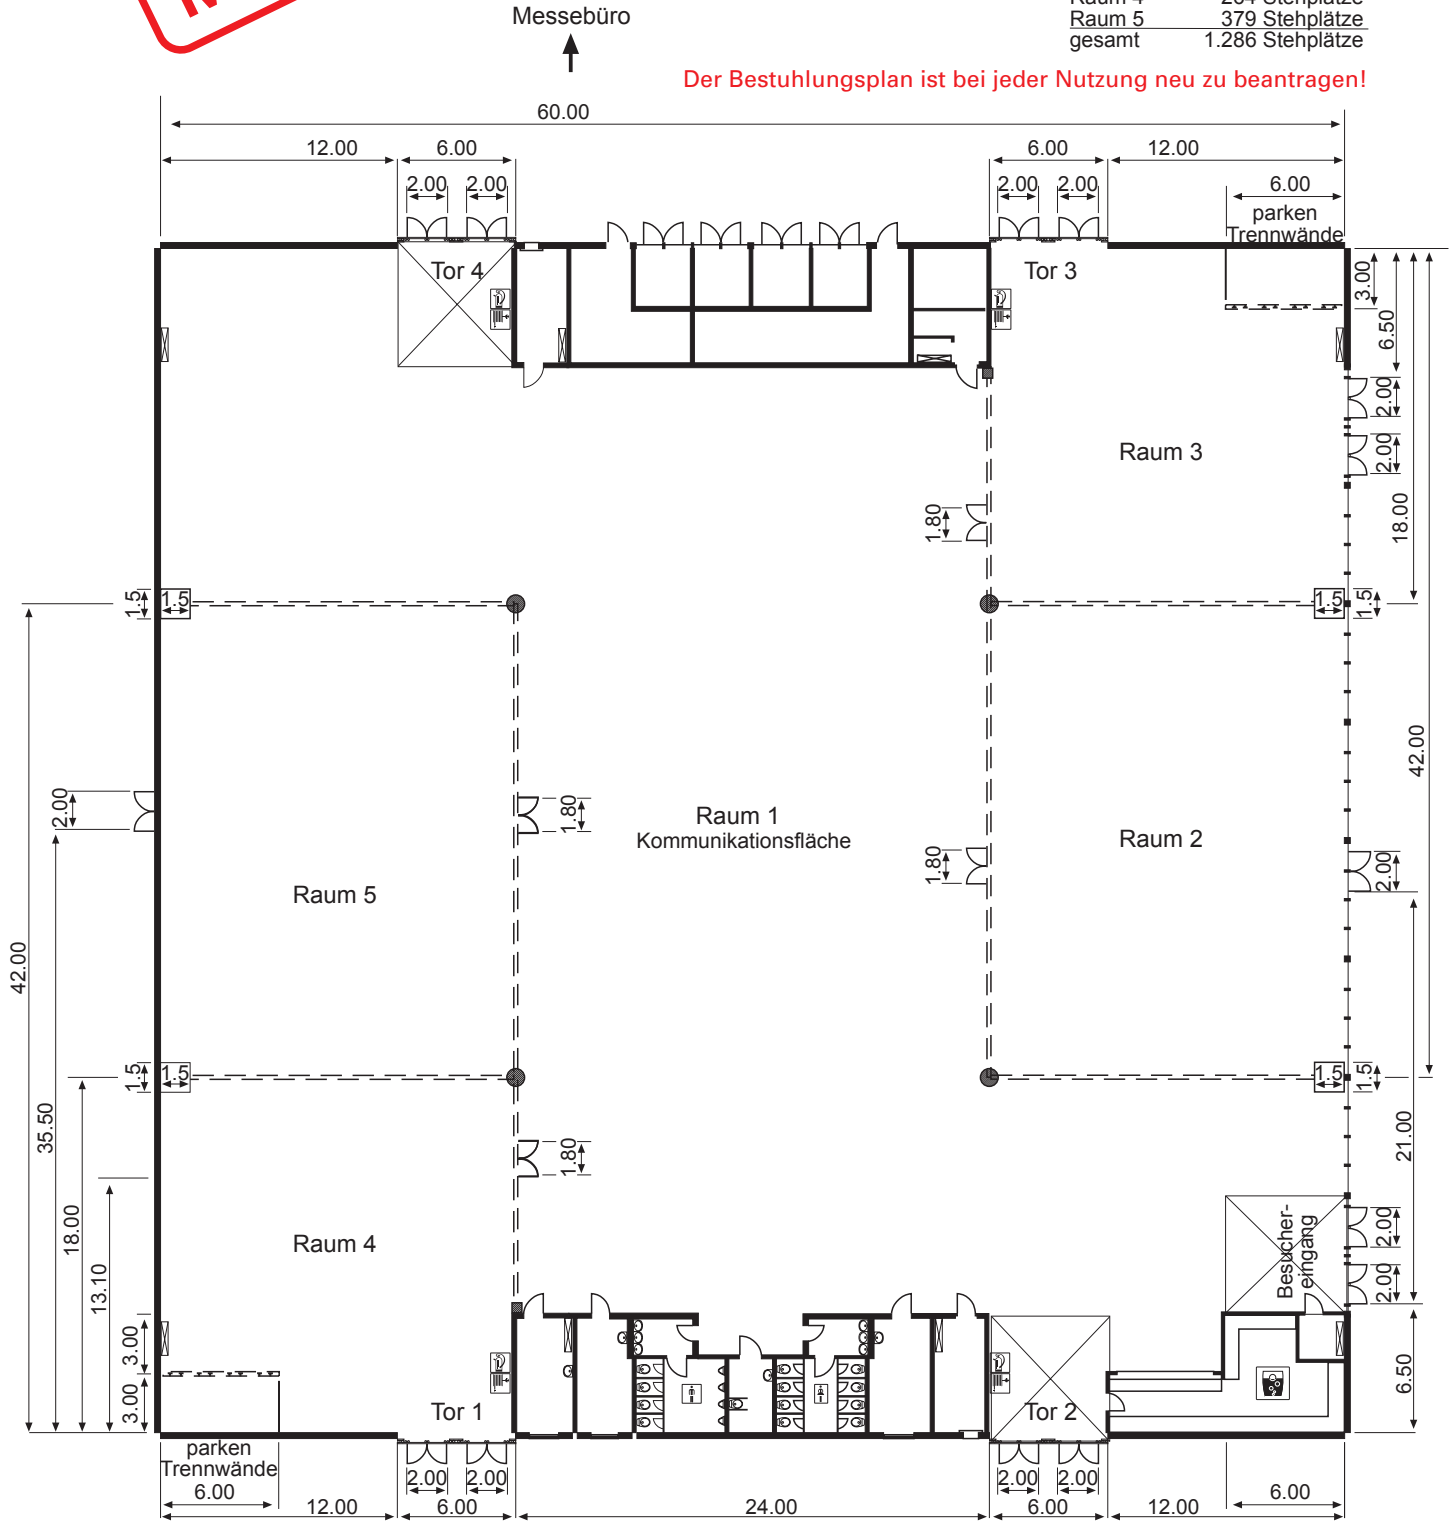 Messebüro
Raum 5 379 Stehplätze
gesamt 1.286 Stehplätze
Der Bestuhlungsplan ist bei jeder Nutzung neu zu beantragen!
60.00
12.00 6.00 6.00 12.00
2.00 2.00 2.00 2.00 6.00
parken
Trennwände
Tor 4 Tor 3
3.00
6.50
2.00
Raum 3
2.00
18.00
1.80
1.5 1.5 1.5 1.5
42.00
2.00
1.80
Raum 1
Kommunikationsfläche
Raum 2
1.80
2.00
Raum 5
42.00
1.5 1.5 1.5 1.5
35.50
1.80
21.00
18.00
13.10
Raum 4
Besucher-
eingang
2.00
2.00
3.00
3.00
6.50
Tor 1 Tor 2
parken
Trennwände
2.00 2.00 2.00 2.00
6.00 6.00
12.00 6.00 24.00 6.00 12.00